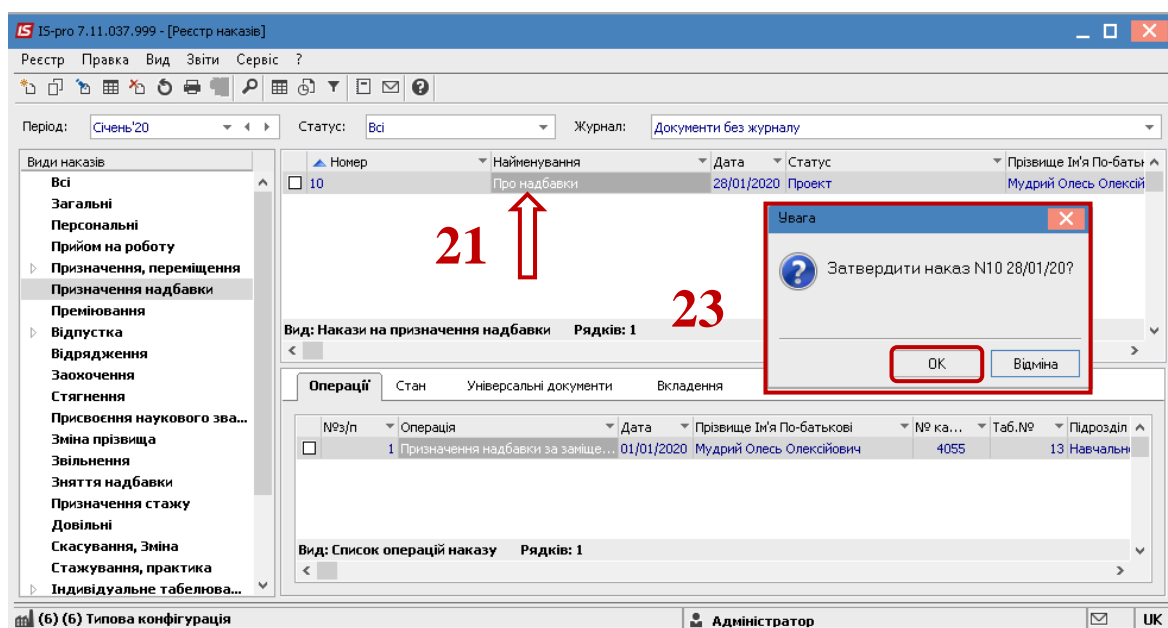 IS-pro 7.11.037.999 - [Реєстр наказів]
Реєстр Правка Вид Звіти Сервіс ?
Період: Січень'20 Статус: Всі Журнал: Документи без журналу
Види наказів
Всі
Загальні
Персональні
Прийом на роботу
Призначення, переміщення
Призначення надбавки
Преміювання
Відпустка
Відрядження
Заохочення
Стягнення
Присвоєння наукового зва...
Зміна прізвища
Звільнення
Зняття надбавки
Призначення стажу
Довільні
Скасування, Зміна
Стажування, практика
Індивідуальне табелюва...
Номер Найменування Дата Статус Прізвище Ім'я По-батьк
10 Про надбавки 28/01/2020 Проект Мудрий Олесь Олексій
21
23
Вид: Накази на призначення надбавки Рядків: 1
Увага
Затвердити наказ N10 28/01/20?
OK Відміна
Операції Стан Універсальні документи Вкладення
№з/п Операція Дата Прізвище Ім'я По-батькові № ка... Таб.№ Підрозділ
1 Призначення надбавки за заміще... 01/01/2020 Мудрий Олесь Олексійович 4055 13 Навчальн
Вид: Список операцій наказу Рядків: 1
(6) (6) Типова конфігурація Адміністратор UK